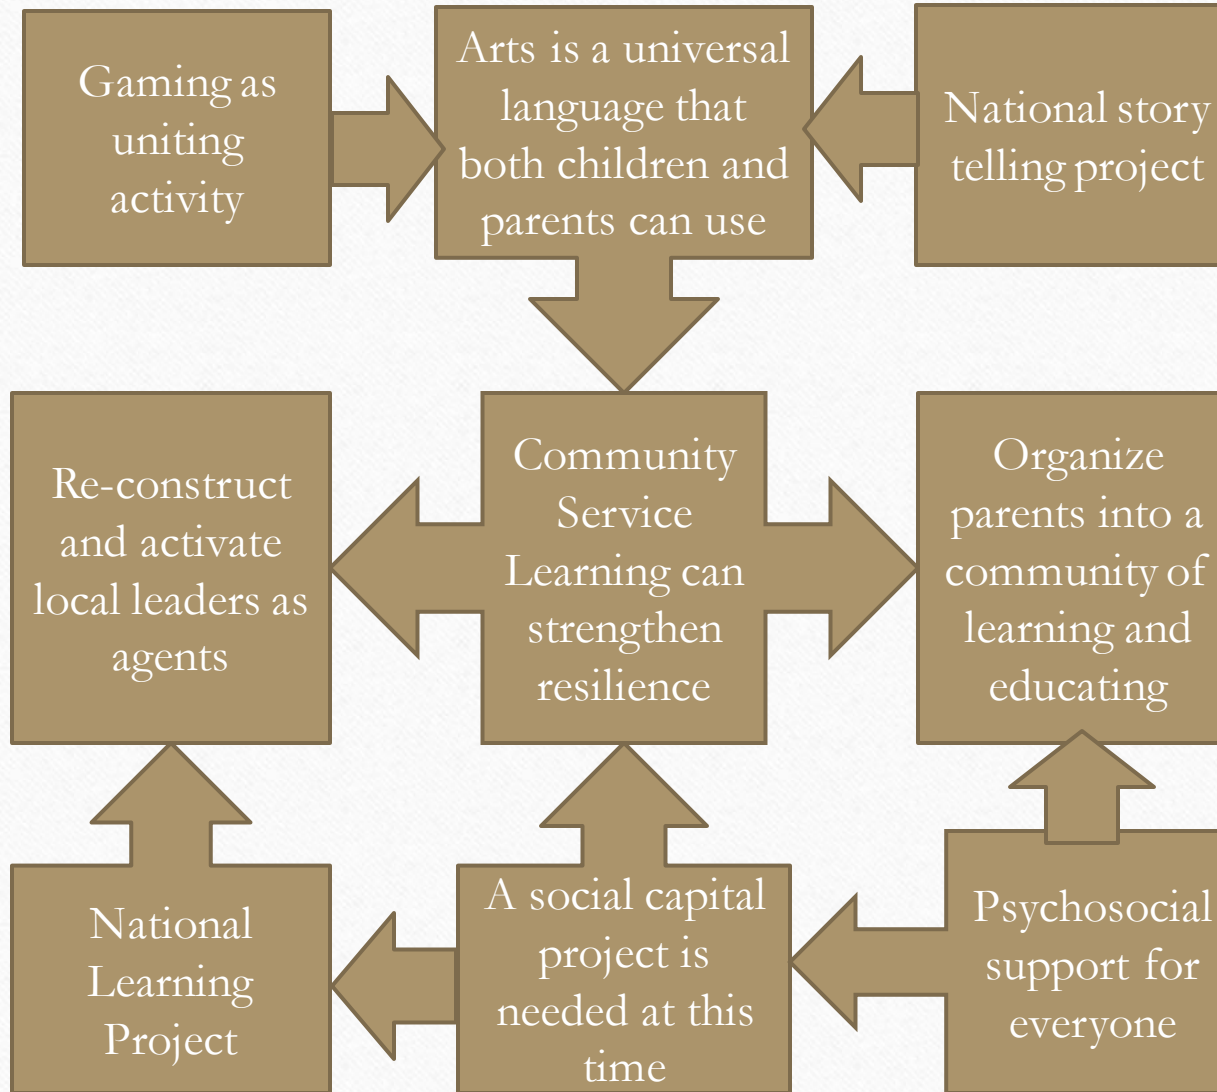 Gaming as
uniting
activity
Arts is a universal
language that
both children and
parents can use
National story
telling project
Re-construct
and activate
local leaders as
agents
Community
Service
Learning can
strengthen
resilience
Organize
parents into a
community of
learning and
educating
National
Learning
Project
A social capital
project is
needed at this
time
Psychosocial
support for
everyone